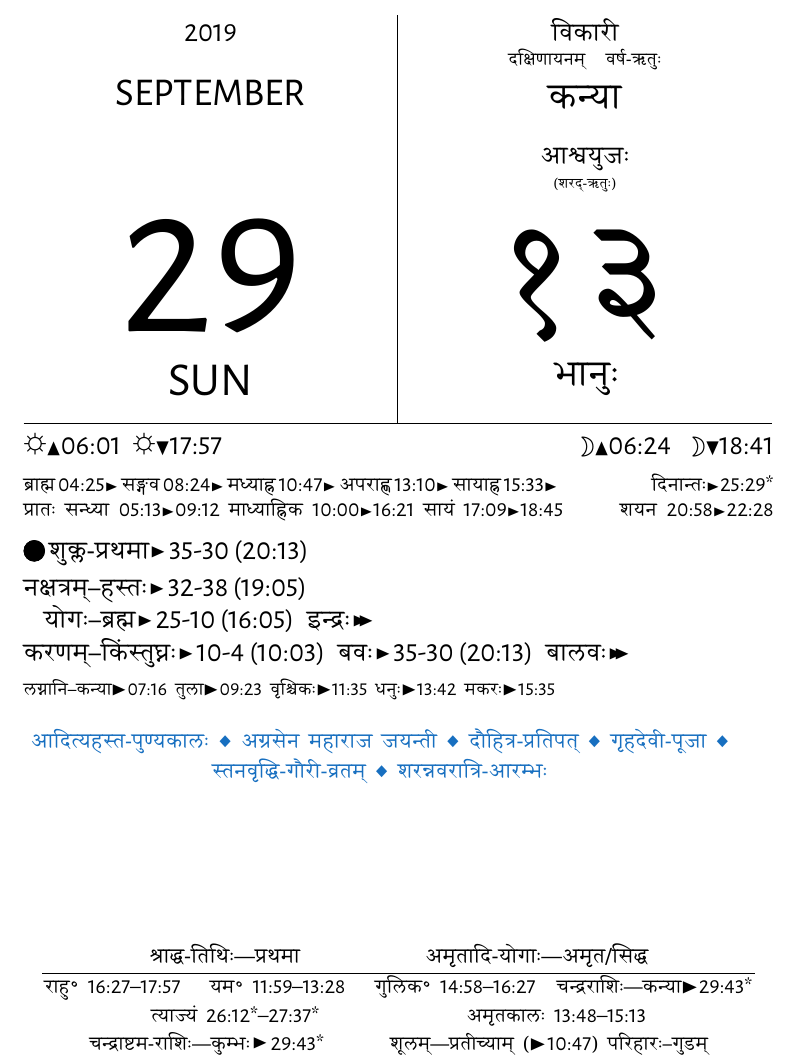 2019
SEPTEMBER
29
SUN
विकारी
दक्षिणायनम् वर्ष-ऋतुः
कन्या
आश्वयुजः
(शरद्-ऋतुः)
१३
भानुः
☼▲06:01 ☼▼17:57 ☽▲06:24 ☽▼18:41
ब्राह्म 04:25► सङ्गव 08:24► मध्याह्न 10:47► अपराह्ण 13:10► सायाह्न 15:33► दिनान्तः►25:29*
प्रातः सन्ध्या 05:13►09:12 माध्याह्निक 10:00►16:21 सायं 17:09►18:45 शयन 20:58►22:28
●शुक्ल-प्रथमा►35-30 (20:13)
नक्षत्रम्–हस्तः►32-38 (19:05)
योगः–ब्रह्म►25-10 (16:05) इन्द्रः►►
करणम्–किंस्तुघ्नः►10-4 (10:03) बवः►35-30 (20:13) बालवः►►
लग्नानि–कन्या►07:16 तुला►09:23 वृश्चिकः►11:35 धनुः►13:42 मकरः►15:35
आदित्यहस्त-पुण्यकालः ◆ अग्रसेन महाराज जयन्ती ◆ दौहित्र-प्रतिपत् ◆ गृहदेवी-पूजा ◆
स्तनवृद्धि-गौरी-व्रतम् ◆ शरन्नवरात्रि-आरम्भः
श्राद्ध-तिथिः—प्रथमा अमृतादि-योगाः—अमृत/सिद्ध
राहु° 16:27–17:57 यम° 11:59–13:28 गुलिक° 14:58–16:27 चन्द्रराशिः—कन्या►29:43*
त्याज्यं 26:12*–27:37* अमृतकालः 13:48–15:13
चन्द्राष्टम-राशिः—कुम्भः►29:43* शूलम्—प्रतीच्याम् (►10:47) परिहारः–गुडम्